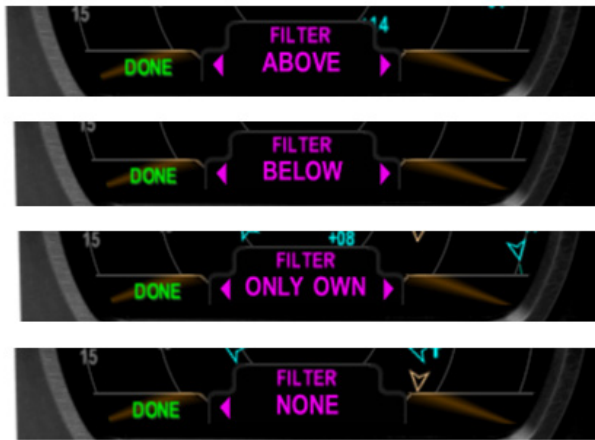 15
+14
FILTER
DONE
ABOVE
15
FILTER
DONE
BELOW
15
+08
FILTER
DONE
ONLY OWN
15
FILTER
DONE
NONE